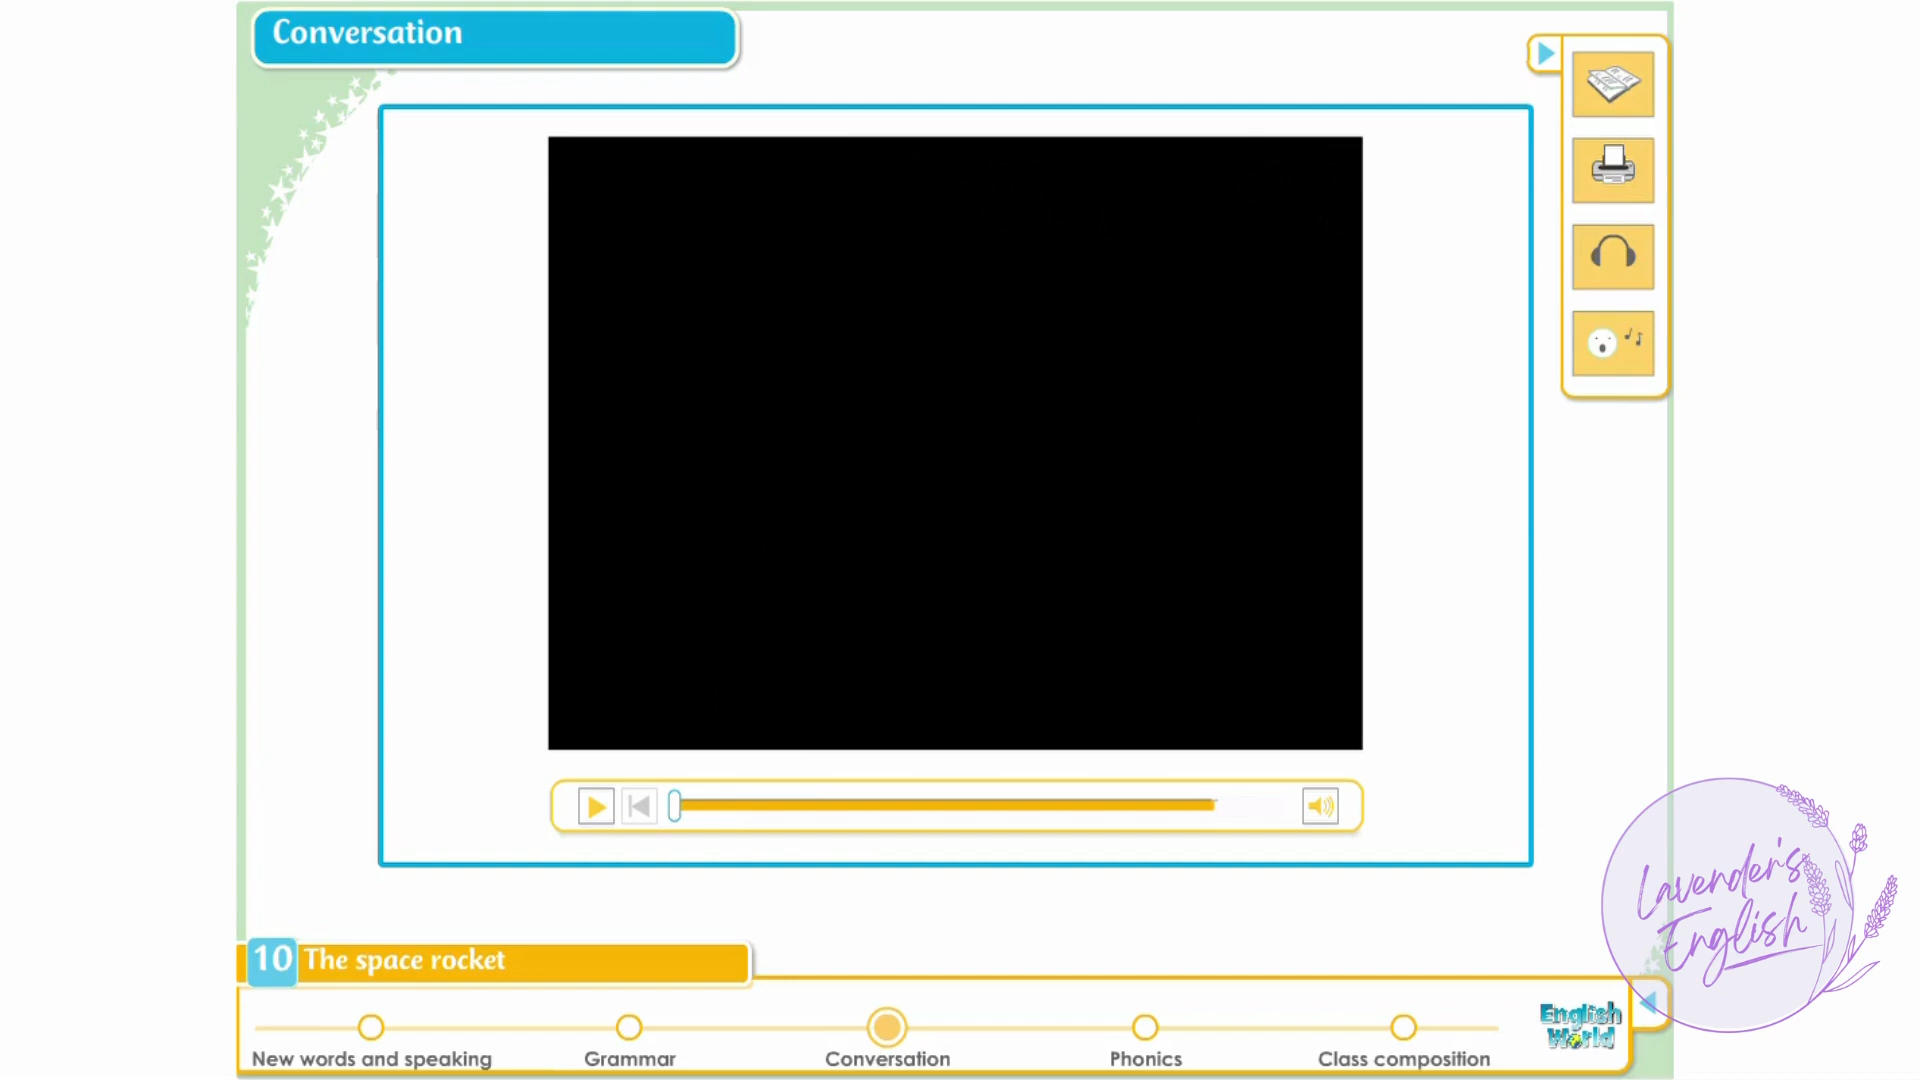 Conversation
Lavender's
English
10 The space rocket
New words and speaking
Grammar
Conversation
Phonics
Class composition
English
World